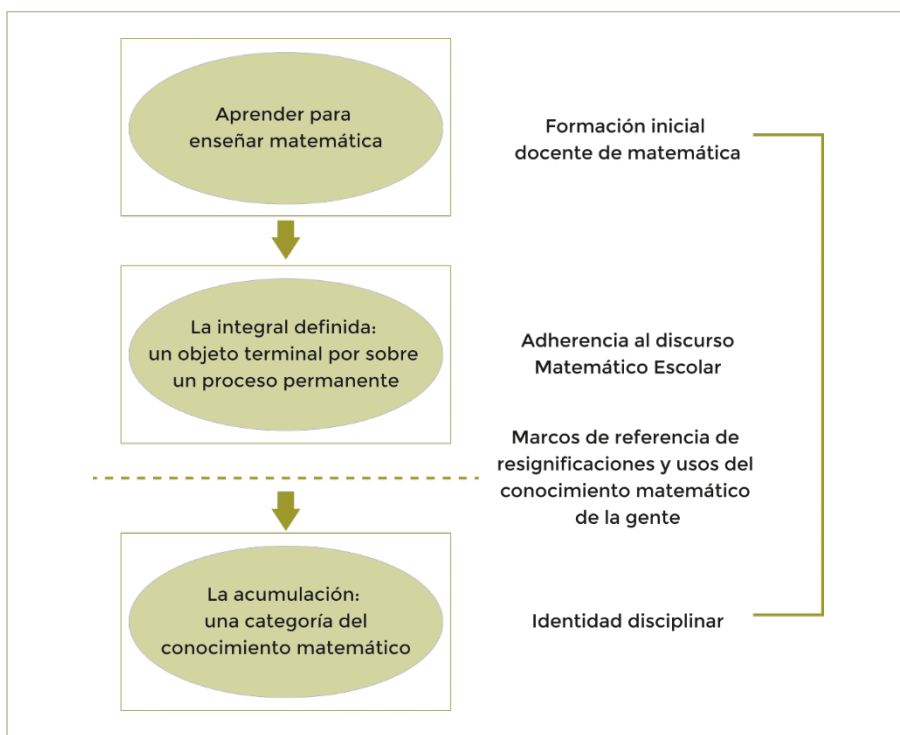 Aprender para
enseñar matemática
Formación inicial
docente de matemática
La integral definida:
un objeto terminal por sobre
un proceso permanente
Adherencia al discurso
Matemático Escolar
Marcos de referencia de
resignificaciones y usos del
conocimiento matemático
de la gente
La acumulación:
una categoría del
conocimiento matemático
Identidad disciplinar